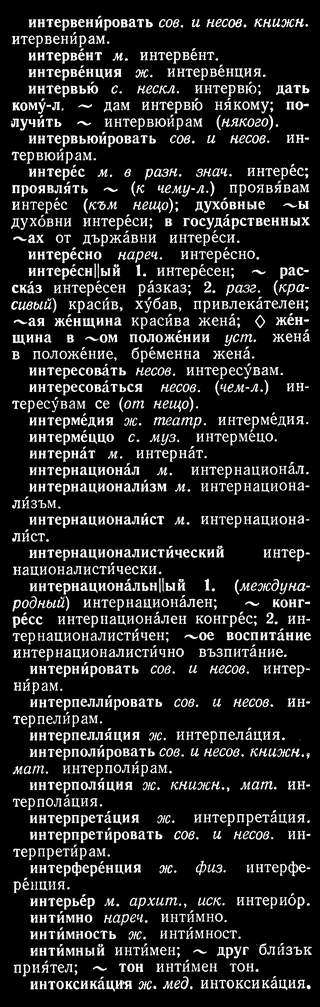 интервени́ровать сов. и несов. книжн.
итервени́рам.
интерве́нт м. интерве́нт.
интерве́нция ж. интерве́нция.
интервью́ с. нескл. интервю́; дать
кому́-л. ~ дам интервю́ ня́кому; по-
лучи́ть ~ интервюи́рам (ня́кого).
интервьюи́ровать сов. и несов. ин-
тервюи́рам.
интере́с м. в разн. знач. интере́с;
проявля́ть ~ (к чему-л.) проявя́вам
интере́с (към нещо); духо́вные ~ы
духо́вни интере́си; в госуда́рственных
~ах от държа́вни интере́си.
интере́сно нареч. интере́сно.
интере́сн||ый 1. интере́сен; ~ рас-
ска́з интере́сен ра́зказ; 2. разг. (кра-
сивый) краси́в, ху́бав, привлека́телен;
~ая же́нщина краси́ва жена́; ◊ же́н-
щина в ~ом положе́нии уст. жена́
в положе́ние, бре́менна жена́.
интересова́ть несов. интересу́вам.
интересова́ться несов. (чем-л.) ин-
тересу́вам се (от нещо).
интерме́дия ж. театр. интерме́дия.
интерме́ццо с. муз. интерме́цо.
интерна́т м. интерна́т.
интернациона́л м. интернациона́л.
интернационали́зм м. интернациона-
ли́зъм.
интернационали́ст м. интернациона-
ли́ст.
интернационалисти́ческий интер-
националисти́чески.
интернациона́льн||ый 1. (междуна-
родный) интернациона́лен; ~ конг-
ре́сс интернациона́лен конгре́с; 2. ин-
тернационалисти́чен; ~ое воспита́ние
интернационалисти́чно възпита́ние.
интерни́ровать сов. и несов. интер-
ни́рам.
интерпелли́ровать сов. и несов. ин-
терпели́рам.
интерпелля́ция ж. интерпела́ция.
интерполи́ровать сов. и несов. книжн.,
мат. интерполи́рам.
интерполя́ция ж. книжн., мат. ин-
терпола́ция.
интерпрета́ция ж. интерпрета́ция.
интерпрети́ровать сов. и несов. ин-
терпрети́рам.
интерфере́нция ж. физ. интерфе-
ре́нция.
интерье́р м. архит., иск. интерио́р.
инти́мно нареч. инти́мно.
инти́мность ж. инти́мност.
инти́мный инти́мен; ~ друг бли́зък
прия́тел; ~ тон инти́мен тон.
интоксика́ция ж. мед. интоксика́ция.